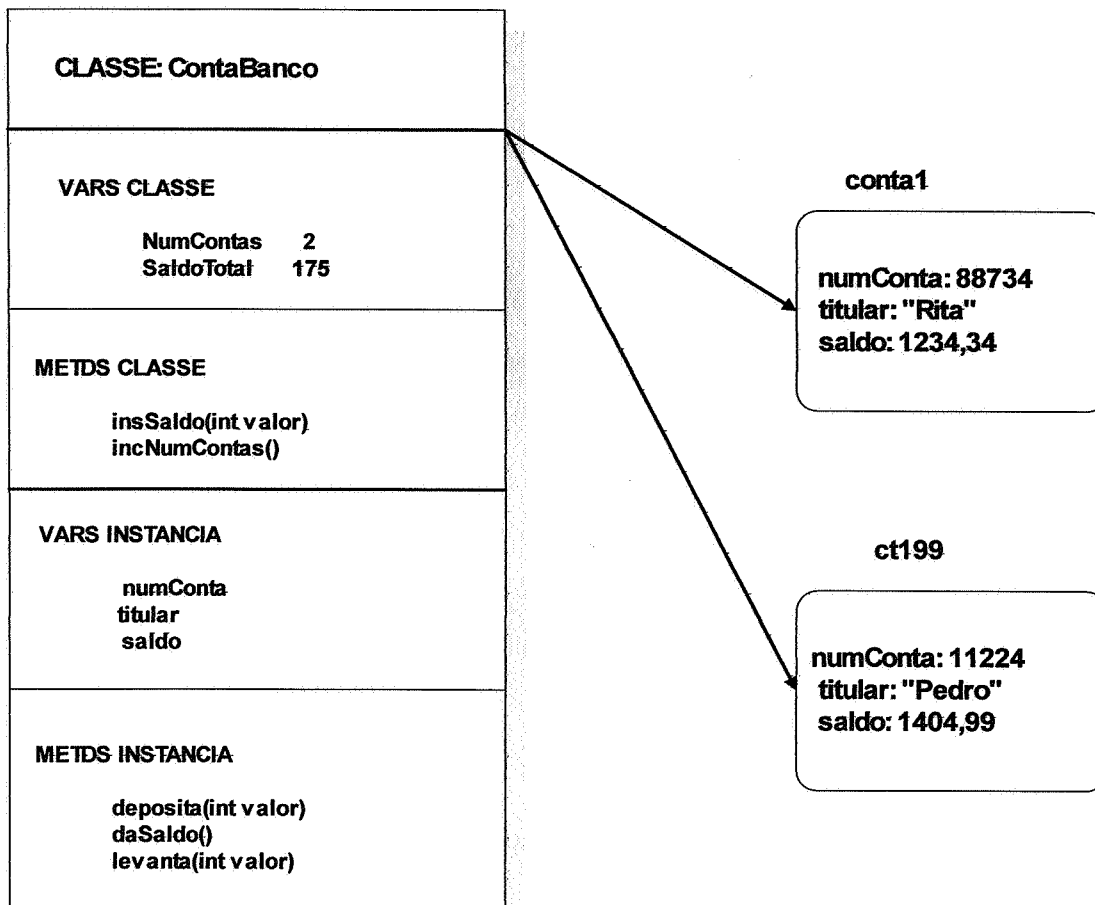 CLASSE: ContaBanco
VARS CLASSE
NumContas 2
SaldoTotal 175
METDS CLASSE
insSaldo(int valor)
incNumContas()
VARS INSTÂNCIA
numConta
titular
saldo
METDS INSTANCIA
deposita(int valor)
daSaldo()
levanta(int valor)
conta1
numConta: 88734
titular: "Rita"
saldo: 1234,34
ct199
numConta: 11224
titular: "Pedro"
saldo: 1404,99